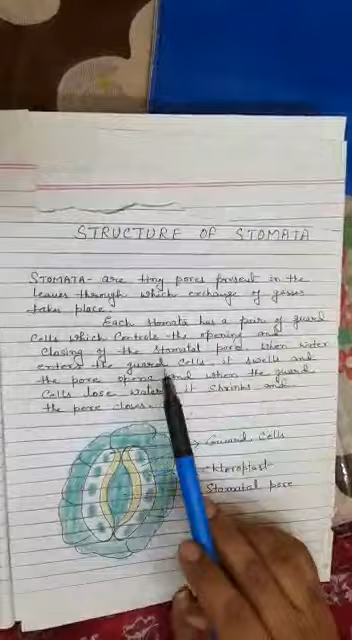 STRUCTURE OF STOMATA
STOMATA- are tiny pores present in the
leaves through which exchange of gases
takes place.
Each stomata has a pair of guard
cells which controls the opening and
closing of the stomatal pore when water
enters the guard cells, it swells and
the pore opens and when the guard
cells lose water it shrinks and
the pore closes.
Guard cells
chloroplast
Stomatal pore